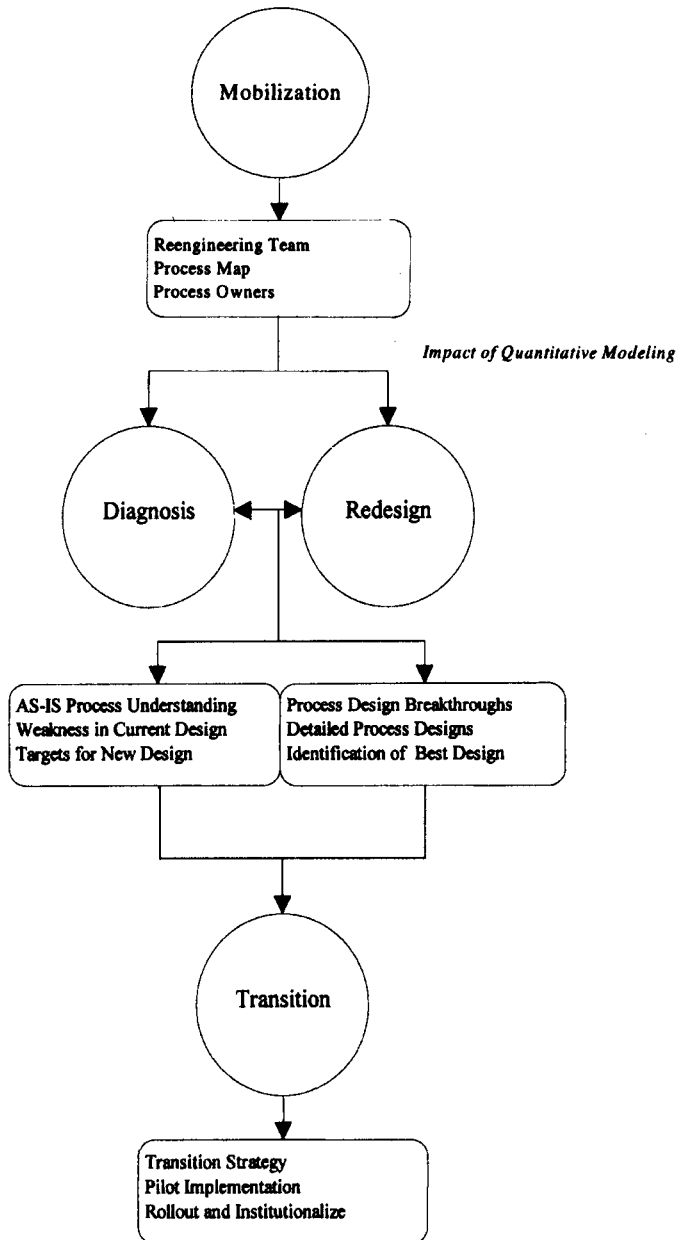 Mobilization
Reengineering Team
Process Map
Process Owners
Impact of Quantitative Modeling
Diagnosis
Redesign
AS-IS Process Understanding
Weakness in Current Design
Targets for New Design
Process Design Breakthroughs
Detailed Process Designs
Identification of Best Design
Transition
Transition Strategy
Pilot Implementation
Rollout and Institutionalize